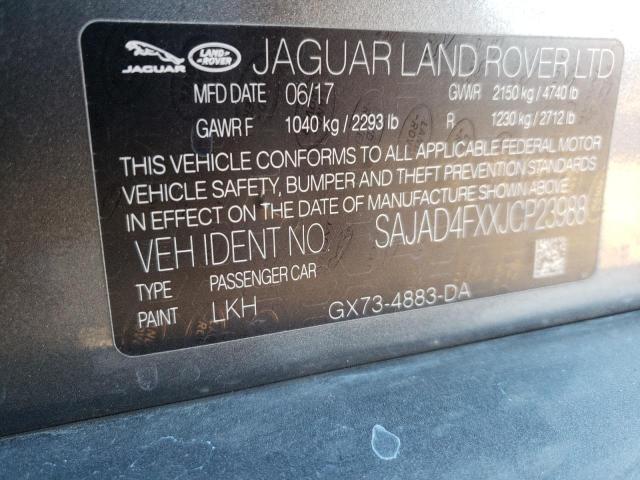 JAGUAR LAND-ROVER JAGUAR LAND ROVER LTD
MFD DATE 06/17 GVWR 2150 kg / 4740 lb
GAWR F 1040 kg / 2293 lb R 1230 kg / 2712 lb
THIS VEHICLE CONFORMS TO ALL APPLICABLE FEDERAL MOTOR
VEHICLE SAFETY, BUMPER AND THEFT PREVENTION STANDARDS
IN EFFECT ON THE DATE OF MANUFACTURE SHOWN ABOVE
VEH IDENT NO. SAJAD4FXXJCP23988
TYPE PASSENGER CAR
PAINT LKH GX73-4883-DA